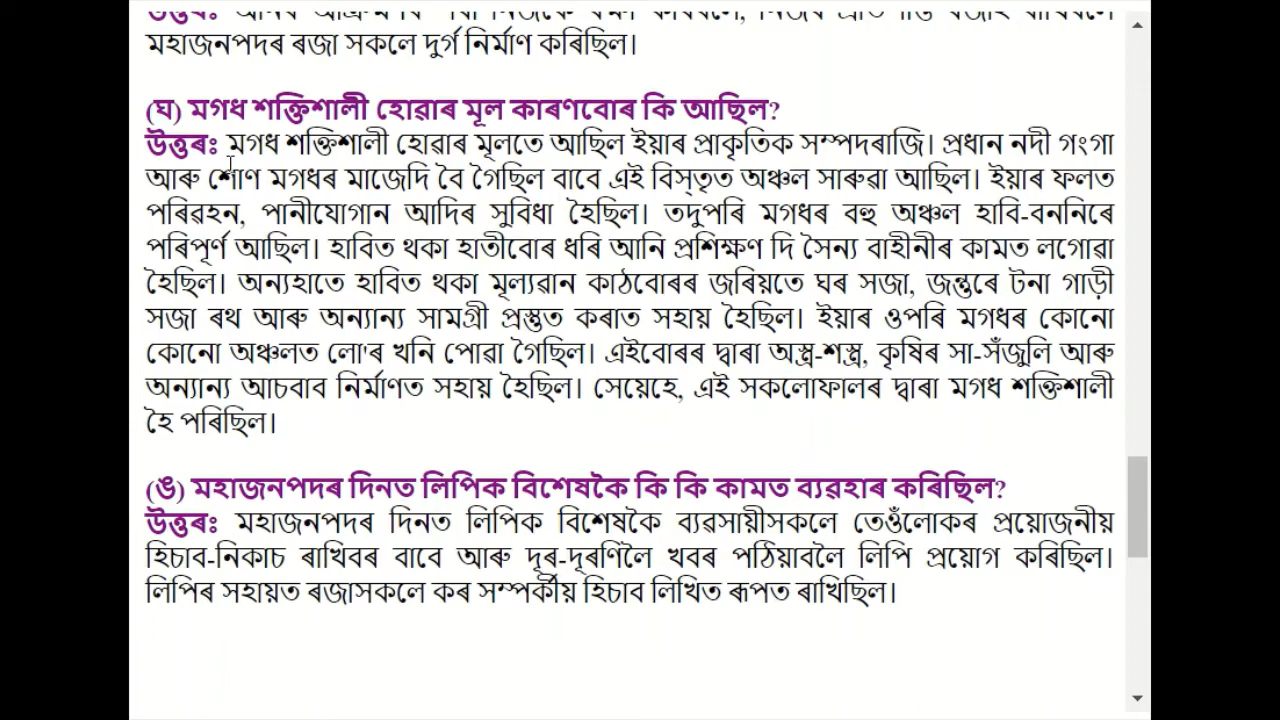 মহাজনপদৰ ৰজা সকলে দুৰ্গ নিৰ্মাণ কৰিছিল।
(ঘ) মগধ শক্তিশালী হোৱাৰ মূল কাৰণবোৰ কি আছিল?
উত্তৰঃ মগধ শক্তিশালী হোৱাৰ মূলতে আছিল ইয়াৰ প্ৰাকৃতিক সম্পদৰাজি। প্ৰধান নদী গংগা
আৰু শোণ মগধৰ মাজেদি বৈ গৈছিল বাবে এই বিস্তৃত অঞ্চল সাৰুৱা আছিল। ইয়াৰ ফলত
পৰিৱহন, পানীযোগান আদিৰ সুবিধা হৈছিল। তদুপৰি মগধৰ বহু অঞ্চল হাবি-বননিৰে
পৰিপূৰ্ণ আছিল। হাবিত থকা হাতীবোৰ ধৰি আনি প্ৰশিক্ষণ দি সৈন্য বাহীনীৰ কামত লগোৱা
হৈছিল। অন্যহাতে হাবিত থকা মূল্যৱান কাঠবোৰৰ জৰিয়তে ঘৰ সজা, জন্তুৰে টনা গাড়ী
সজা ৰথ আৰু অন্যান্য সামগ্ৰী প্ৰস্তুত কৰাত সহায় হৈছিল। ইয়াৰ ওপৰি মগধৰ কোনো
কোনো অঞ্চলত লো'ৰ খনি পোৱা গৈছিল। এইবোৰৰ দ্বাৰা অস্ত্ৰ-শস্ত্ৰ, কৃষিৰ সা-সঁজুলি আৰু
অন্যান্য আচবাব নিৰ্মাণত সহায় হৈছিল। সেয়েহে, এই সকলোফালৰ দ্বাৰা মগধ শক্তিশালী
হৈ পৰিছিল।
(ঙ) মহাজনপদৰ দিনত লিপিক বিশেষকৈ কি কি কামত ব্যৱহাৰ কৰিছিল?
উত্তৰঃ মহাজনপদৰ দিনত লিপিক বিশেষকৈ ব্যৱসায়ীসকলে তেওঁলোকৰ প্ৰয়োজনীয়
হিচাব-নিকাচ ৰাখিবৰ বাবে আৰু দূৰ-দূৰণিলৈ খবৰ পঠিয়াবলৈ লিপি প্ৰয়োগ কৰিছিল।
লিপিৰ সহায়ত ৰজাসকলে কৰ সম্পৰ্কীয় হিচাব লিখিত ৰূপত ৰাখিছিল।